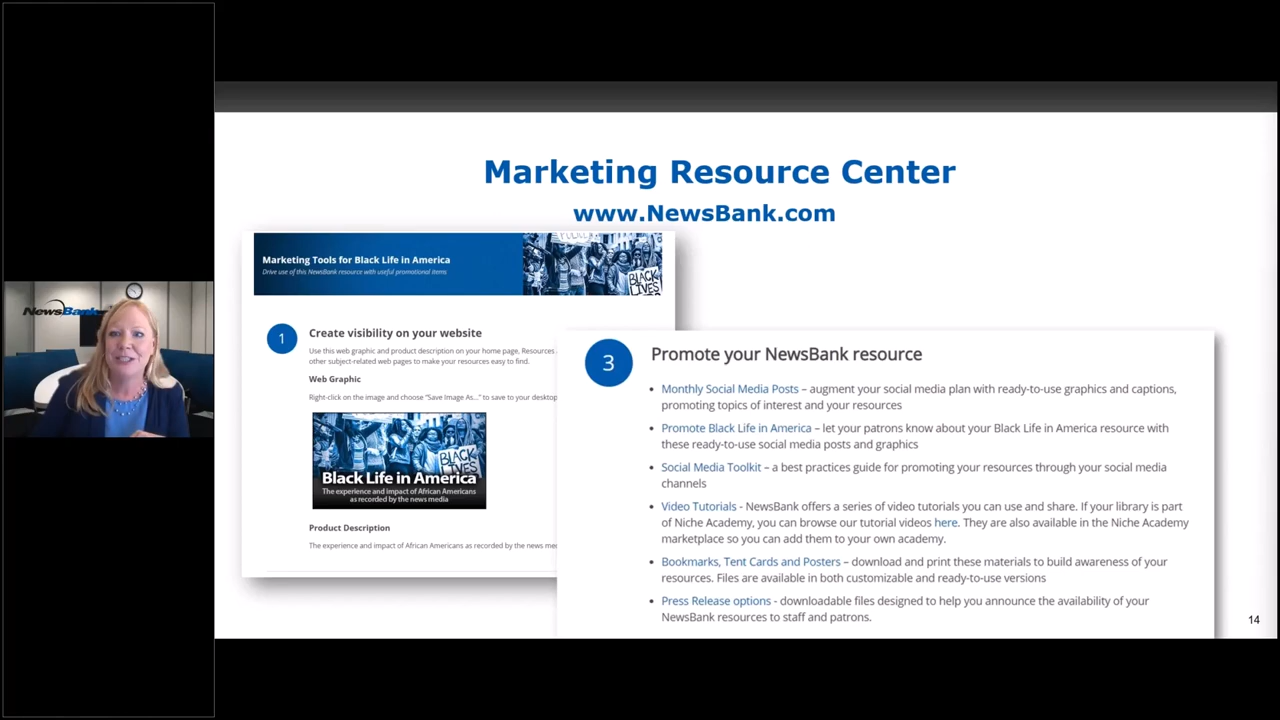 Marketing Resource Center
www.NewsBank.com
Marketing Tools for Black Life in America
Drive use of this NewsBank resource with useful promotional items
BLACK
LIVES
1
Create visibility on your website
Use this web graphic and product description on your home page, Resources
other subject-related web pages to make your resources easy to find.
Web Graphic
Right-click on the image and choose “Save Image As...” to save to your desktop
BLACK
LIVES
Black Life in America
The experience and impact of African Americans
as recorded by the news media
Product Description
The experience and impact of African Americans as recorded by the news
3
Promote your NewsBank resource
• Monthly Social Media Posts – augment your social media plan with ready-to-use graphics and captions,
promoting topics of interest and your resources
• Promote Black Life in America – let your patrons know about your Black Life in America resource with
these ready-to-use social media posts and graphics
• Social Media Toolkit – a best practices guide for promoting your resources through your social media
channels
• Video Tutorials - NewsBank offers a series of video tutorials you can use and share. If your library is part
of Niche Academy, you can browse our tutorial videos here. They are also available in the Niche Academy
marketplace so you can add them to your own academy.
• Bookmarks, Tent Cards and Posters – download and print these materials to build awareness of your
resources. Files are available in both customizable and ready-to-use versions
• Press Release options - downloadable files designed to help you announce the availability of your
NewsBank resources to staff and patrons.
14
NewsBank